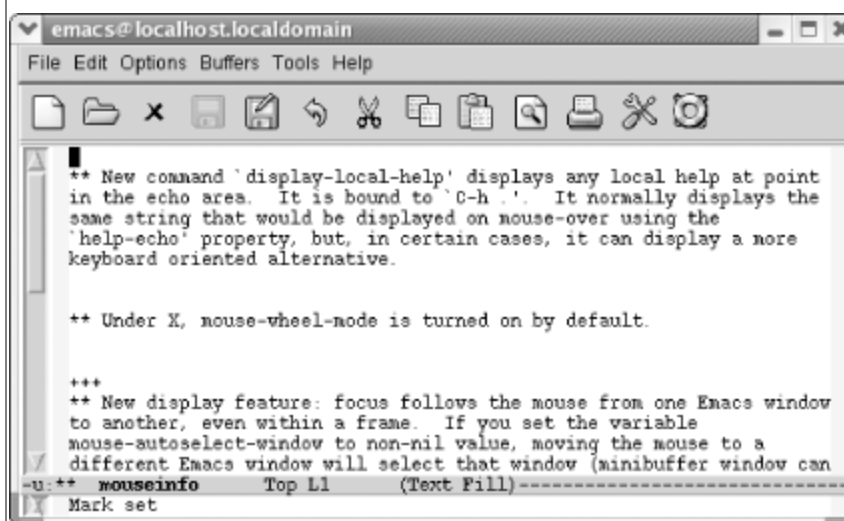 emacs@localhost.localdomain
File Edit Options Buffers Tools Help
** New command `display-local-help' displays any local help at point
in the echo area.  It is bound to `C-h .'.  It normally displays the
same string that would be displayed on mouse-over using the
`help-echo' property, but, in certain cases, it can display a more
keyboard oriented alternative.
** Under X, mouse-wheel-mode is turned on by default.
+++
** New display feature: focus follows the mouse from one Emacs window
to another, even within a frame.  If you set the variable
mouse-autoselect-window to non-nil value, moving the mouse to a
different Emacs window will select that window (minibuffer window can
-u:**  mouseinfo      Top L1      (Text Fill)----------------------------
Mark set